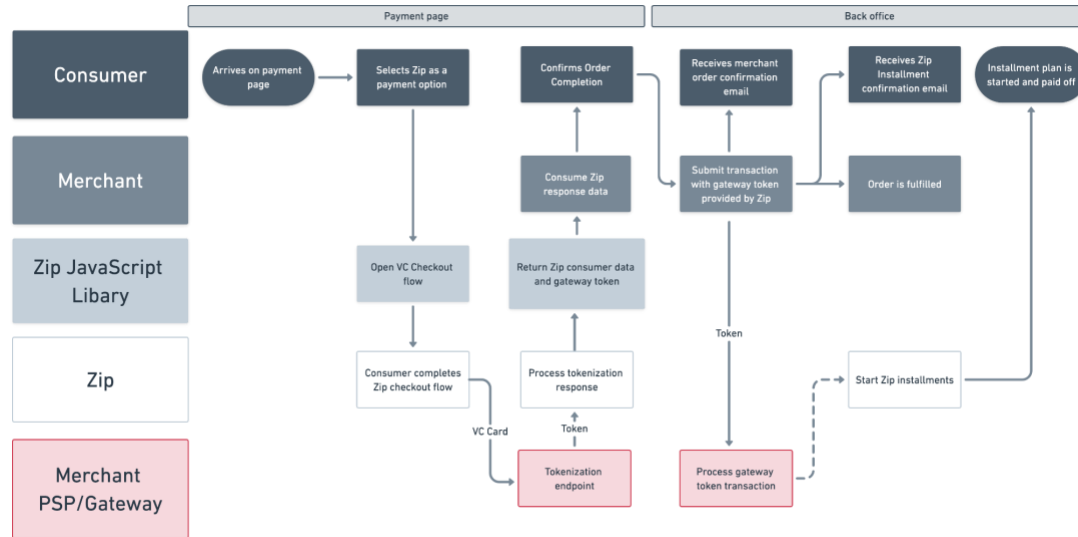 Payment page
Back office
Consumer
Arrives on payment
page
Selects Zip as a
payment option
Confirms Order
Completion
Receives merchant
order confirmation
email
Receives Zip
Installment
confirmation email
Installment plan is
started and paid off
Merchant
Consume Zip
response data
Submit transaction
with gateway token
provided by Zip
Order is fulfilled
Zip JavaScript
Libary
Open VC Checkout
flow
Return Zip consumer data
and gateway token
Token
Zip
Consumer completes
Zip checkout flow
Process tokenization
response
Start Zip installments
VC Card
Token
Merchant
PSP/Gateway
Tokenization
endpoint
Process gateway
token transaction